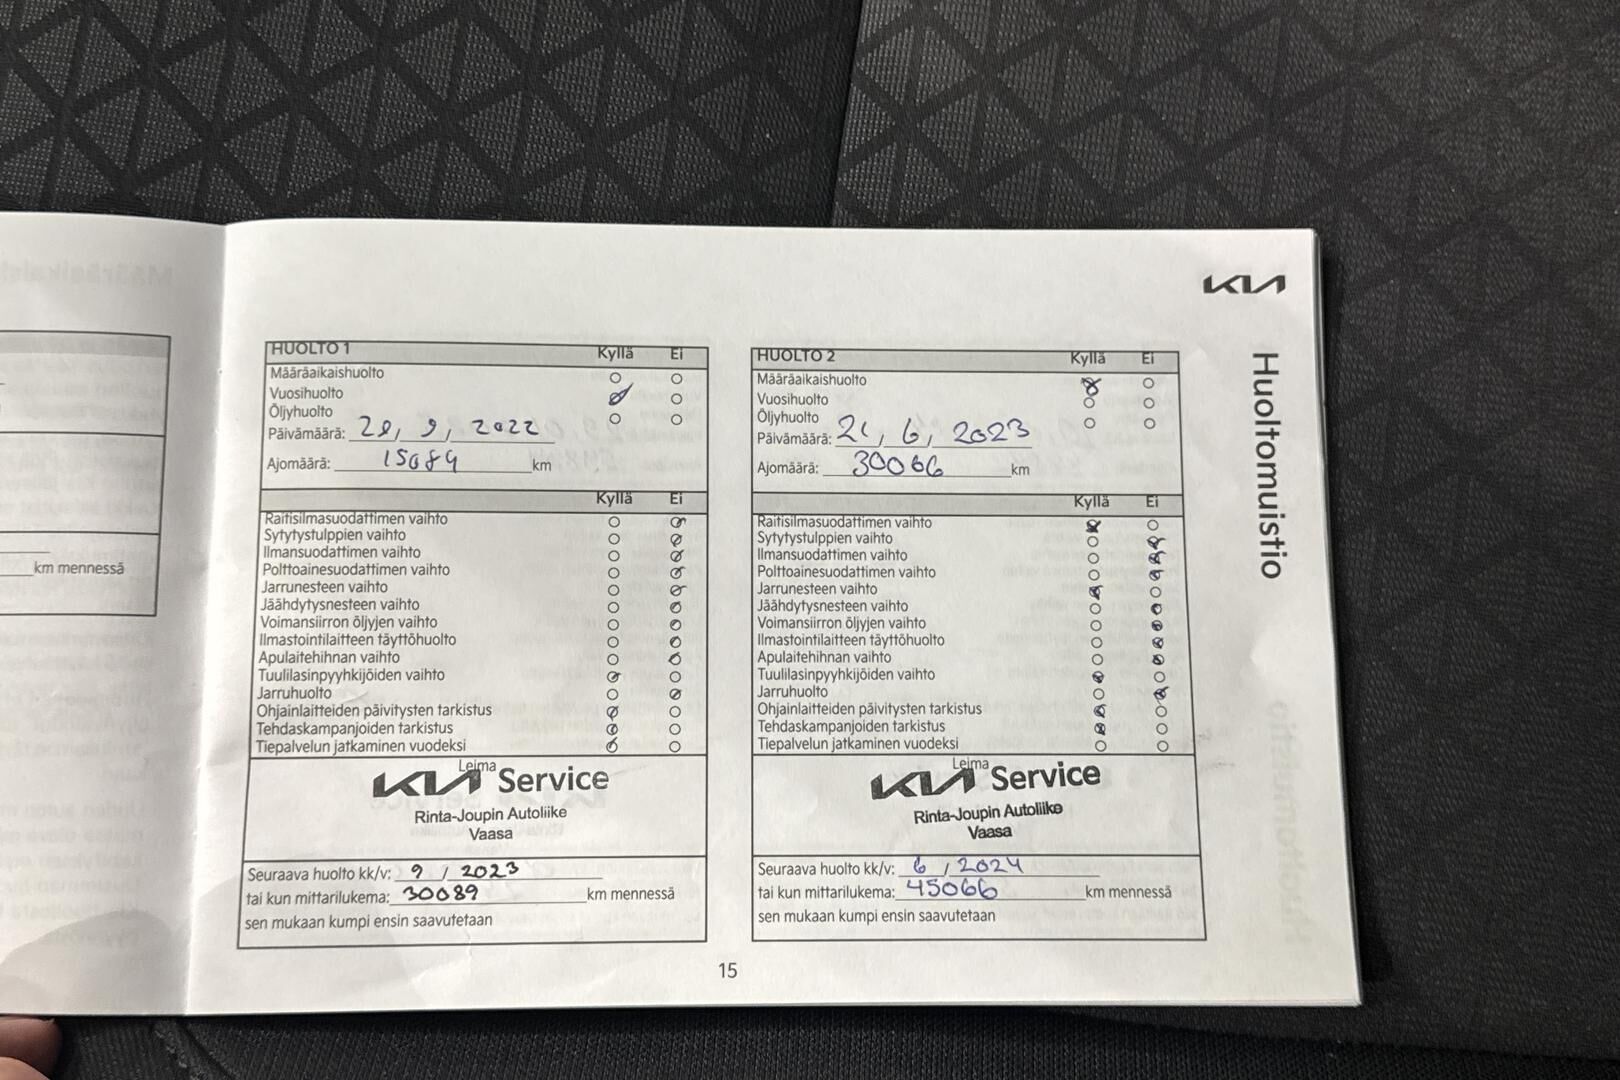 km mennessä
KIA
Huoltomuistio
HUOLTO 1 Kyllä Ei
Määräaikaishuolto
Vuosihuolto
Öljyhuolto
Päivämäärä: 9, 2022
Ajomäärä: 15089 km
Kyllä Ei
Raitisilmasuodattimen vaihto
Sytytystulppien vaihto
Ilmansuodattimen vaihto
Polttoainesuodattimen vaihto
Jarrunesteen vaihto
Jäähdytysnesteen vaihto
Voimansiirron öljyjen vaihto
Ilmastointilaitteen täyttöhuolto
Apulaitehihnan vaihto
Tuulilasinpyyhkijöiden vaihto
Jarruhuolto
Ohjainlaitteiden päivitysten tarkistus
Tehdaskampanjoiden tarkistus
Tiepalvelun jatkaminen vuodeksi
Leima
KIA Service
Rinta-Joupin Autoliike
Vaasa
Seuraava huolto kk/v: 9 / 2023
tai kun mittarilukema: 30089 km mennessä
sen mukaan kumpi ensin saavutetaan
HUOLTO 2 Kyllä Ei
Määräaikaishuolto
Vuosihuolto
Öljyhuolto
Päivämäärä: 21, 6, 2023
Ajomäärä: 30066 km
Kyllä Ei
Raitisilmasuodattimen vaihto
Sytytystulppien vaihto
Ilmansuodattimen vaihto
Polttoainesuodattimen vaihto
Jarrunesteen vaihto
Jäähdytysnesteen vaihto
Voimansiirron öljyjen vaihto
Ilmastointilaitteen täyttöhuolto
Apulaitehihnan vaihto
Tuulilasinpyyhkijöiden vaihto
Jarruhuolto
Ohjainlaitteiden päivitysten tarkistus
Tehdaskampanjoiden tarkistus
Tiepalvelun jatkaminen vuodeksi
Leima
KIA Service
Rinta-Joupin Autoliike
Vaasa
Seuraava huolto kk/v: 6 / 2024
tai kun mittarilukema: 45066 km mennessä
sen mukaan kumpi ensin saavutetaan
15